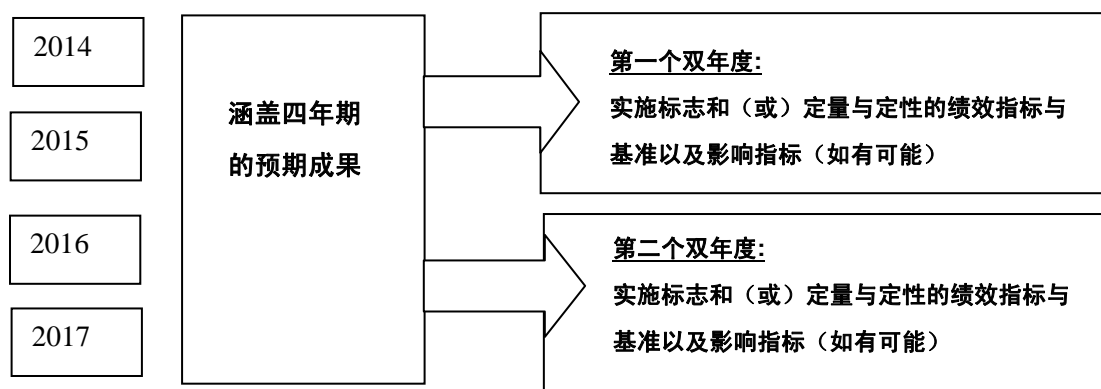 2014
2015
2016
2017
涵盖四年期
的预期成果
第一个双年度:
实施标志和（或）定量与定性的绩效指标与
基准以及影响指标（如有可能）
第二个双年度:
实施标志和（或）定量与定性的绩效指标与
基准以及影响指标（如有可能）